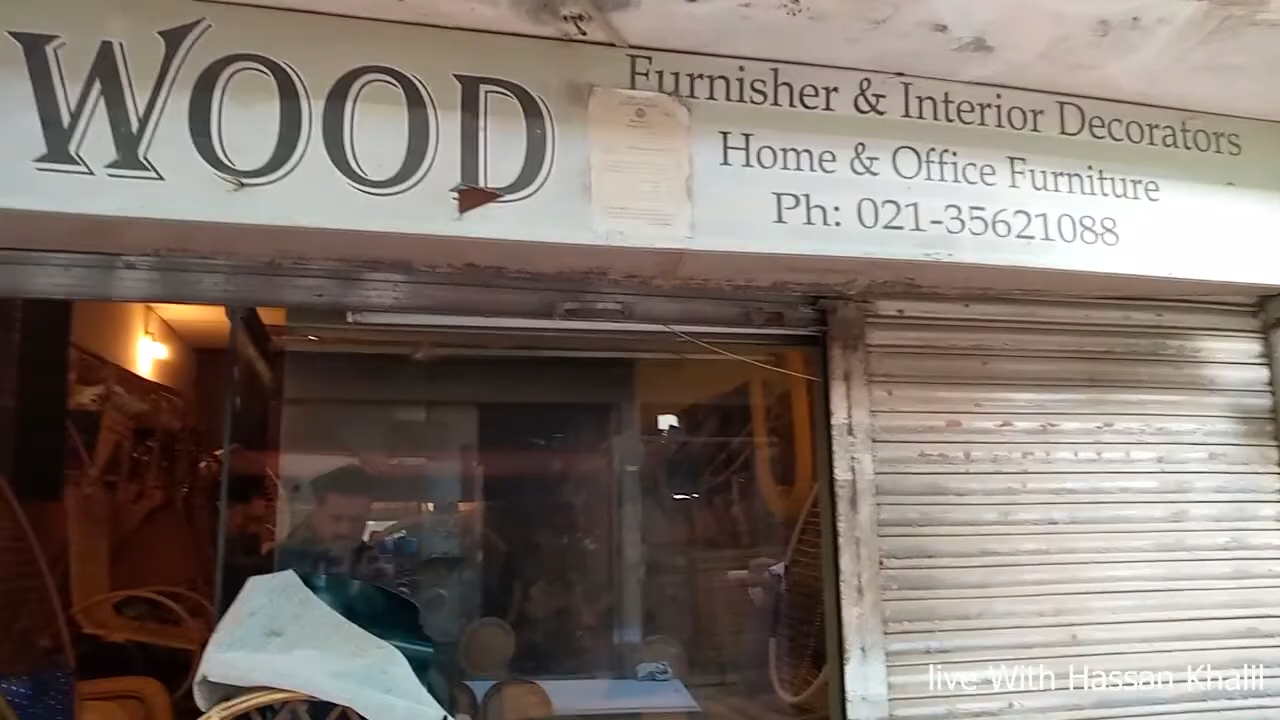 WOOD
Furnisher & Interior Decorators
Home & Office Furniture
Ph: 021-35621088
live With Hassan Khalil